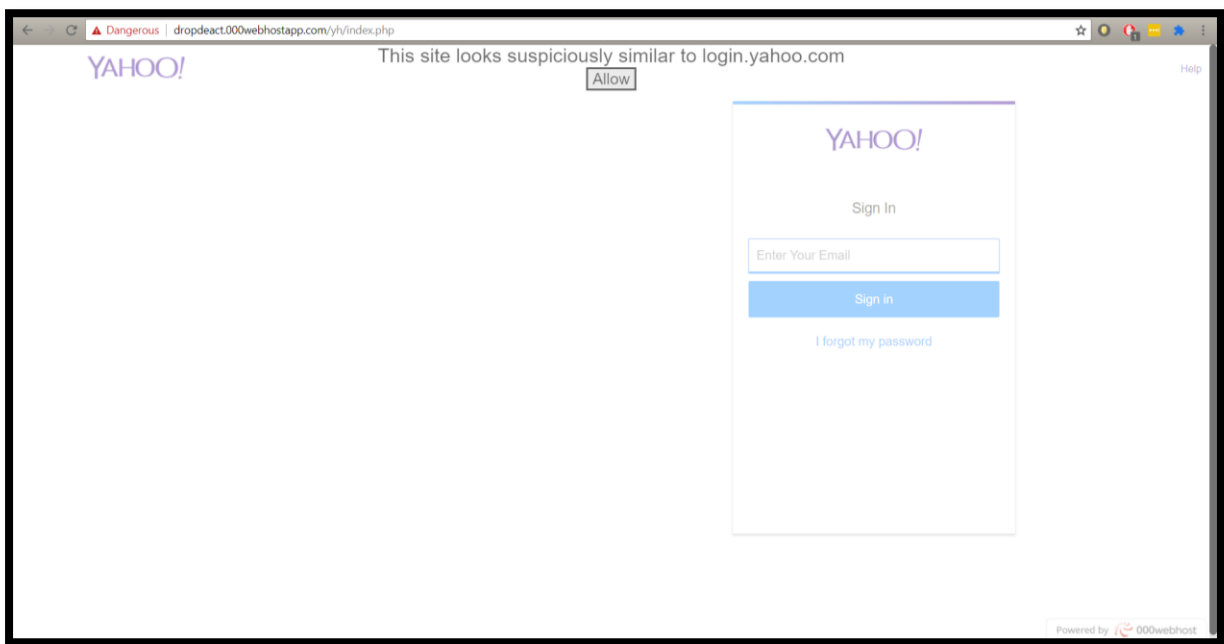 Dangerous | dropdeact.000webhostapp.com/yh/index.php
1
YAHOO!
This site looks suspiciously similar to login.yahoo.com
Allow
Help
YAHOO!
Sign In
Enter Your Email
Sign in
I forgot my password
Powered by 000webhost